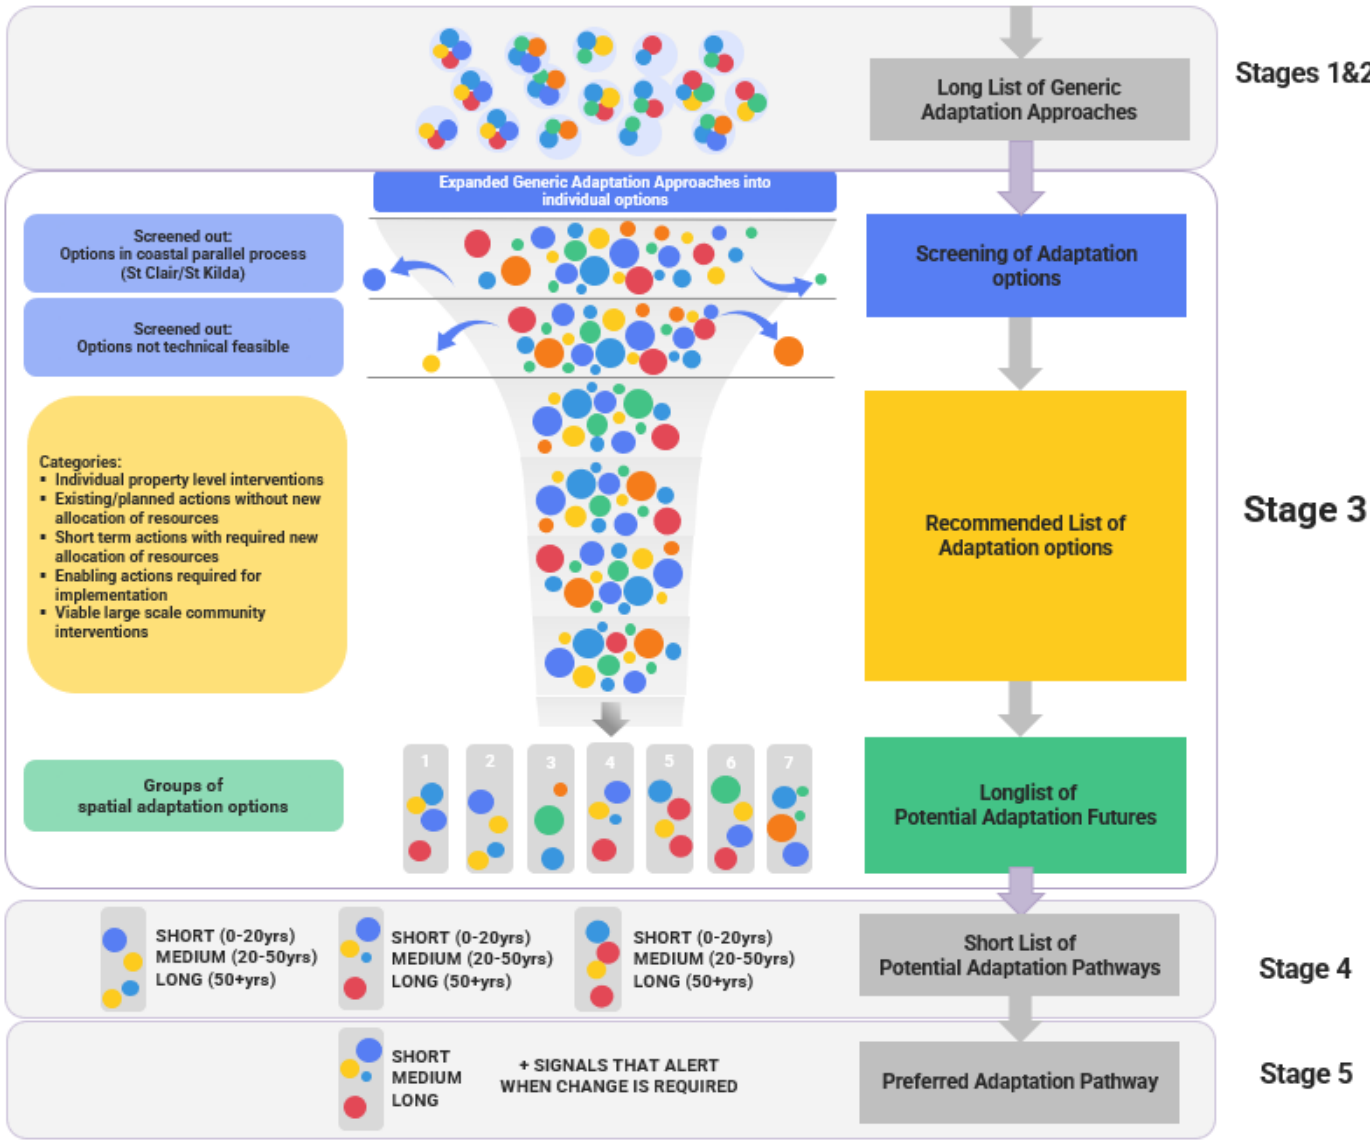 Long List of Generic
Adaptation Approaches
Stages 1&2
Expanded Generic Adaptation Approaches into
individual options
Screened out:
Options in coastal parallel process
(St Clair/St Kilda)
Screening of Adaptation
options
Screened out:
Options not technical feasible
Categories:
▪ Individual property level interventions
▪ Existing/planned actions without new
allocation of resources
▪ Short term actions with required new
allocation of resources
▪ Enabling actions required for
implementation
▪ Viable large scale community
interventions
Recommended List of
Adaptation options
Stage 3
1 2 3 4 5 6 7
Groups of
spatial adaptation options
Longlist of
Potential Adaptation Futures
SHORT (0-20yrs)
MEDIUM (20-50yrs)
LONG (50+yrs)
SHORT (0-20yrs)
MEDIUM (20-50yrs)
LONG (50+yrs)
SHORT (0-20yrs)
MEDIUM (20-50yrs)
LONG (50+yrs)
Short List of
Potential Adaptation Pathways
Stage 4
SHORT
MEDIUM
LONG
+ SIGNALS THAT ALERT
WHEN CHANGE IS REQUIRED
Preferred Adaptation Pathway
Stage 5